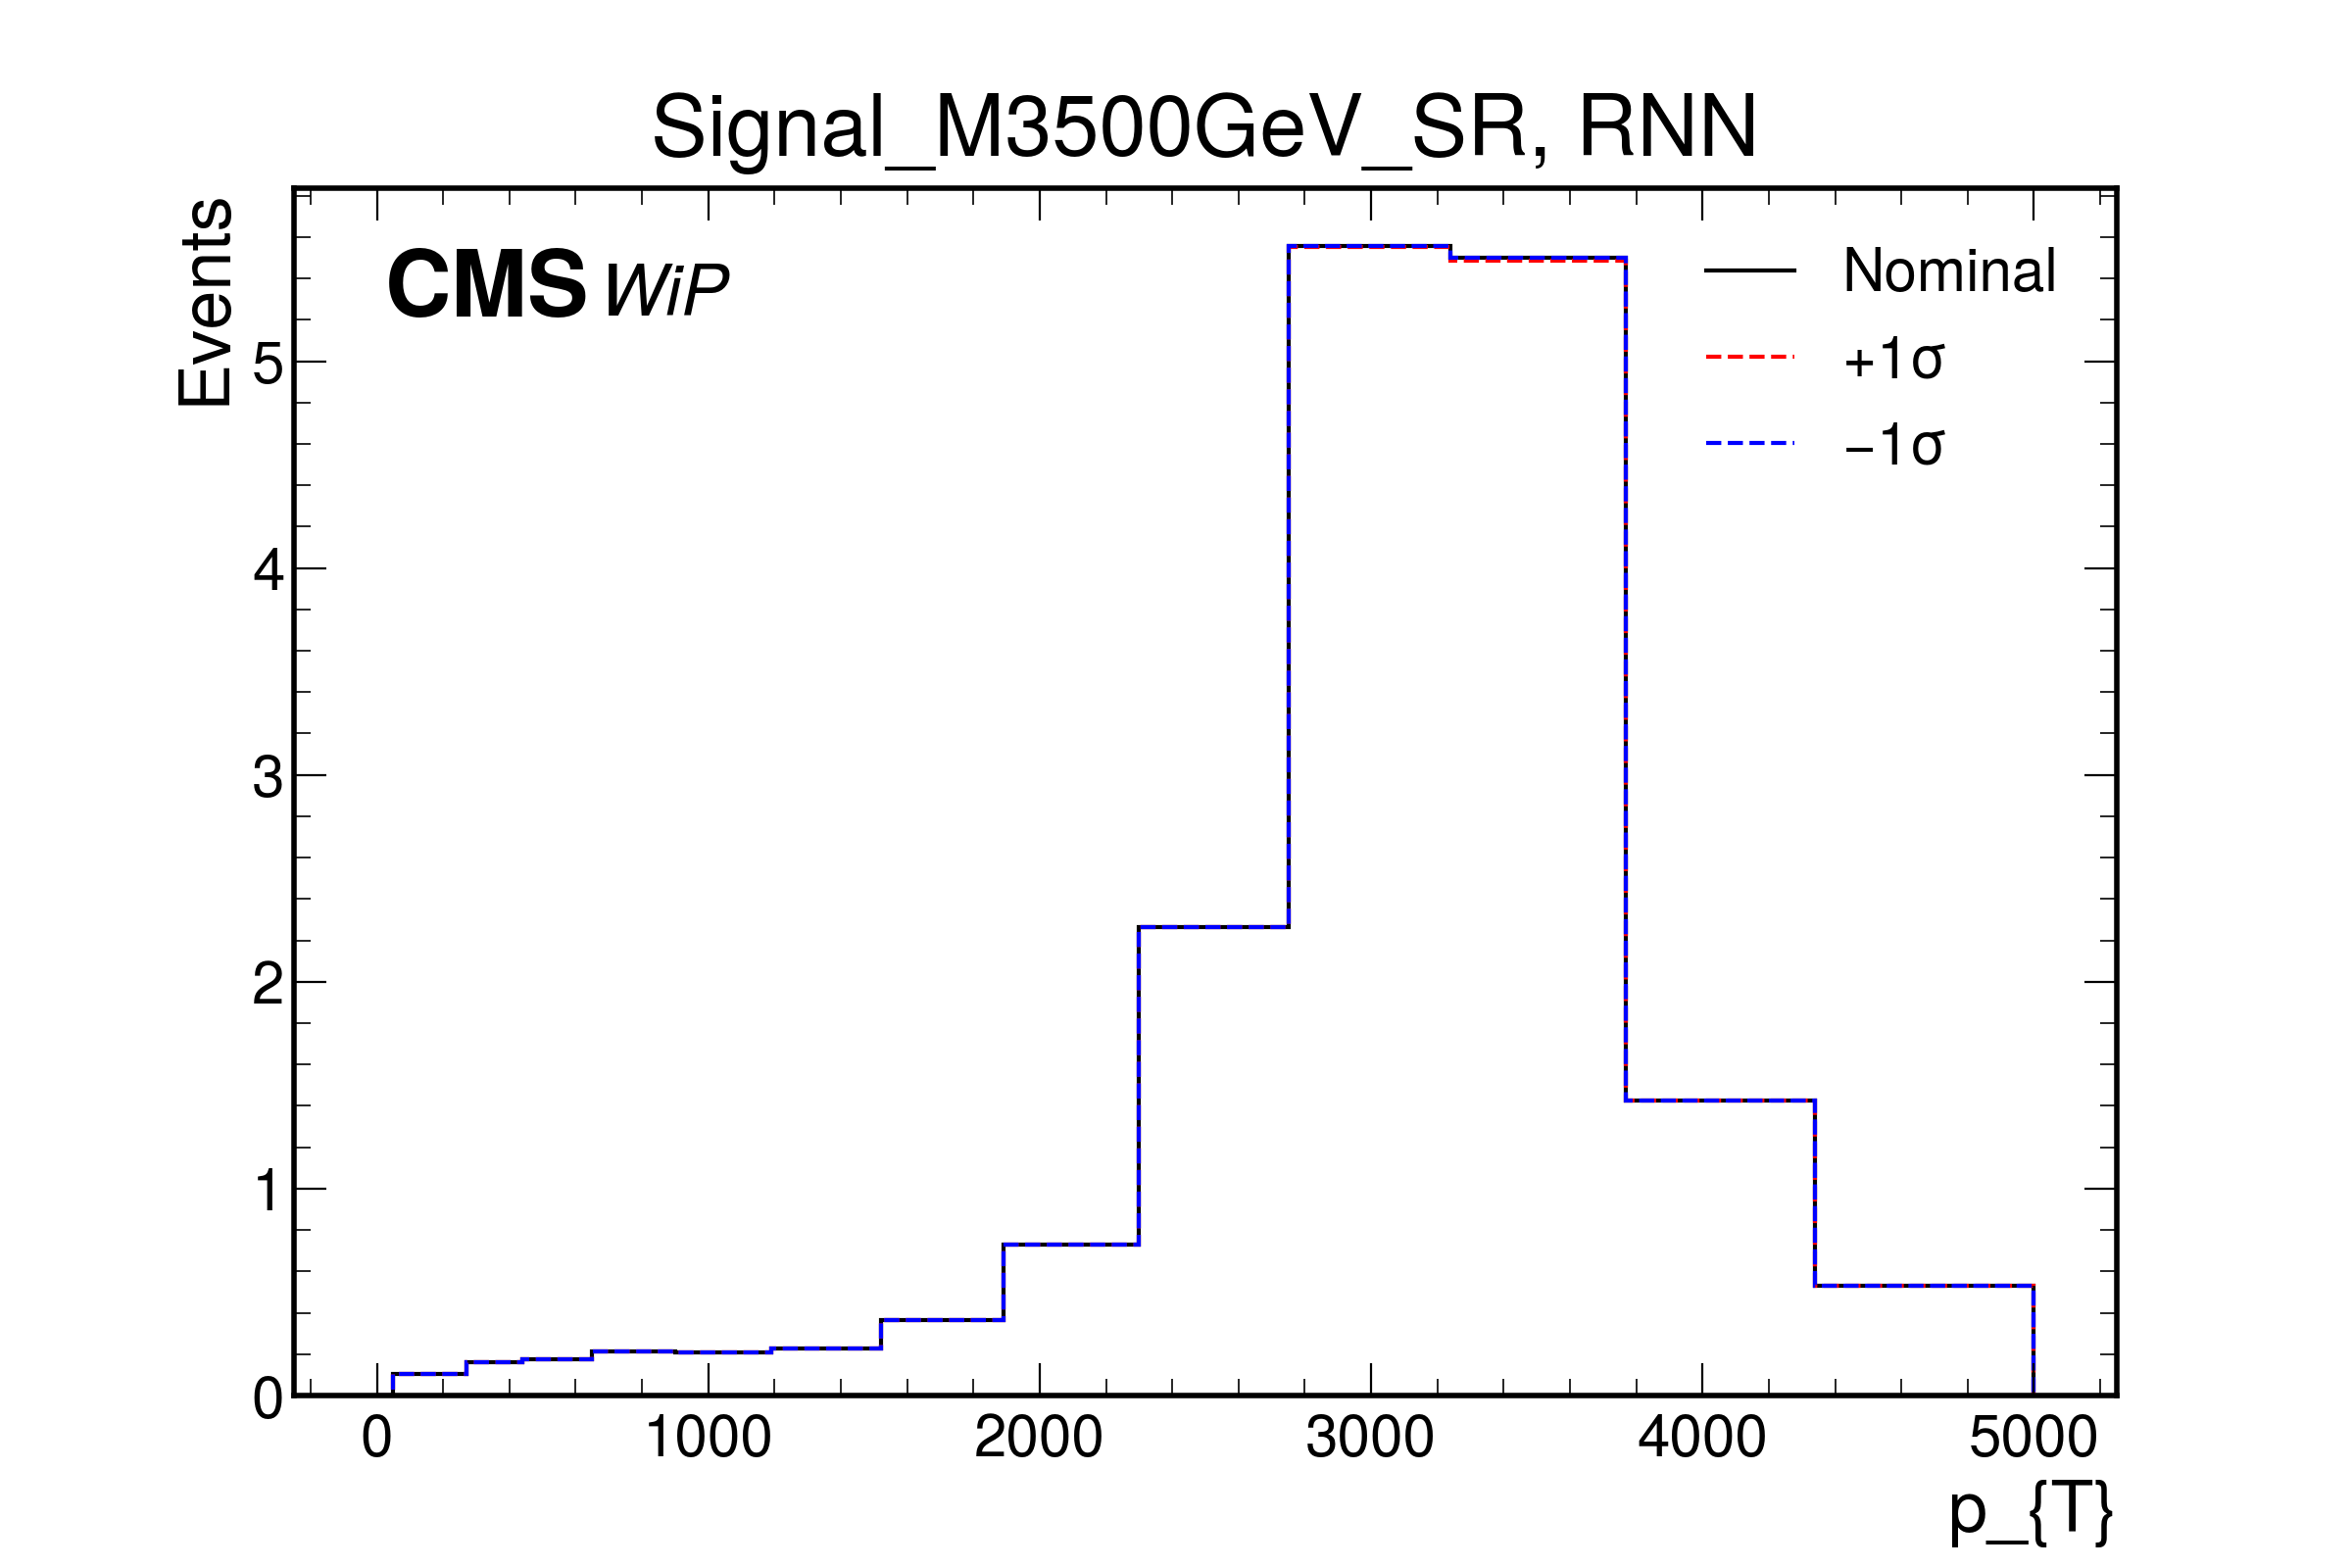 Signal_M3500GeV_SR, RNN
Events
CMS WiP
Nominal
+1σ
−1σ
5
4
3
2
1
0
0 1000 2000 3000 4000 5000
p_{T}